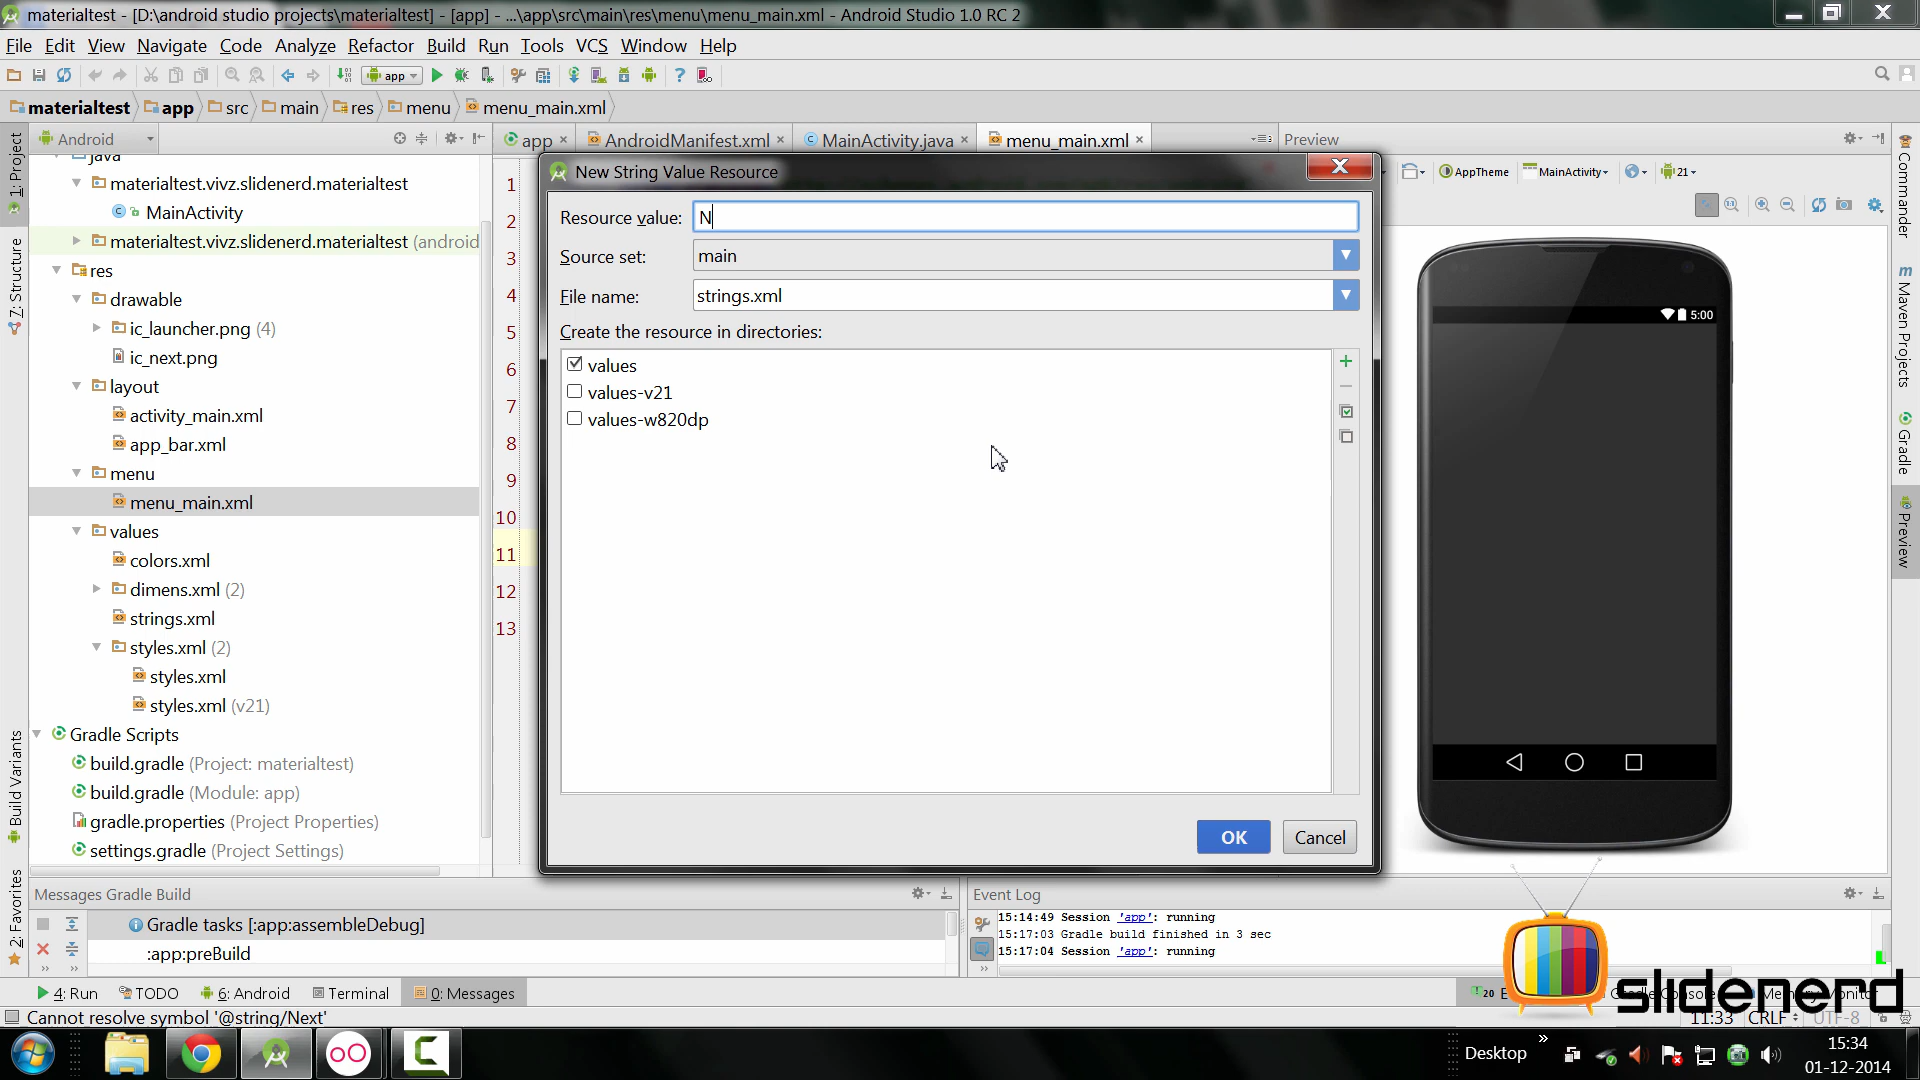 materialtest - [D:\android studio projects\materialtest] - [app] - ...\app\src\main\res\menu\menu_main.xml - Android Studio 1.0 RC 2
File Edit View Navigate Code Analyze Refactor Build Run Tools VCS Window Help
app
materialtest app src main res menu menu_main.xml
Android
app AndroidManifest.xml MainActivity.java menu_main.xml
Preview
1: Project
7: Structure
Build Variants
2: Favorites
java
materialtest.vivz.slidenerd.materialtest
MainActivity
materialtest.vivz.slidenerd.materialtest (android
res
drawable
ic_launcher.png (4)
ic_next.png
layout
activity_main.xml
app_bar.xml
menu
menu_main.xml
values
colors.xml
dimens.xml (2)
strings.xml
styles.xml (2)
styles.xml
styles.xml (v21)
Gradle Scripts
build.gradle (Project: materialtest)
build.gradle (Module: app)
gradle.properties (Project Properties)
settings.gradle (Project Settings)
1
2
3
4
5
6
7
8
9
10
11
12
13
New String Value Resource
Resource value: N
Source set: main
File name: strings.xml
Create the resource in directories:
values
values-v21
values-w820dp
OK Cancel
AppTheme MainActivity 21
5:00
Commander
Maven Projects
Gradle
Preview
Messages Gradle Build
Gradle tasks [:app:assembleDebug]
:app:preBuild
Event Log
15:14:49 Session 'app': running
15:17:03 Gradle build finished in 3 sec
15:17:04 Session 'app': running
4: Run TODO 6: Android Terminal 0: Messages
20
slidenerd
Cannot resolve symbol '@string/Next'
11:33 CRLF UTF-8
Desktop
15:34
01-12-2014